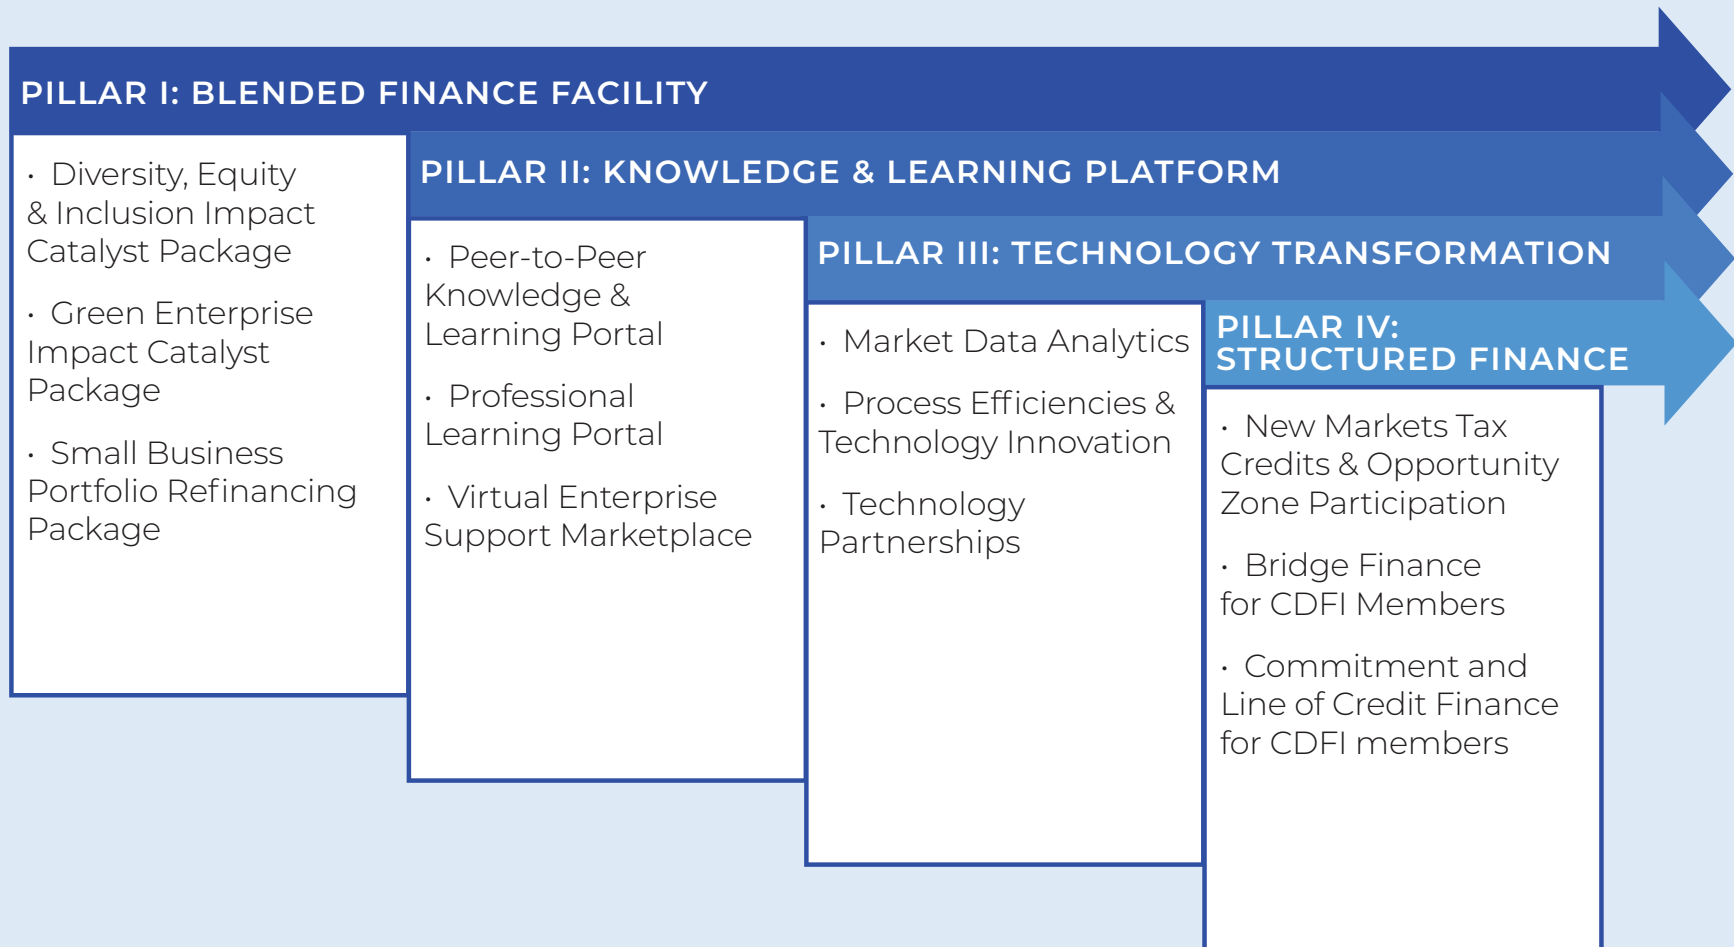 PILLAR I: BLENDED FINANCE FACILITY
· Diversity, Equity
& Inclusion Impact
Catalyst Package
· Green Enterprise
Impact Catalyst
Package
· Small Business
Portfolio Refinancing
Package
PILLAR II: KNOWLEDGE & LEARNING PLATFORM
· Peer-to-Peer
Knowledge &
Learning Portal
· Professional
Learning Portal
· Virtual Enterprise
Support Marketplace
PILLAR III: TECHNOLOGY TRANSFORMATION
· Market Data Analytics
· Process Efficiencies &
Technology Innovation
· Technology
Partnerships
PILLAR IV:
STRUCTURED FINANCE
· New Markets Tax
Credits & Opportunity
Zone Participation
· Bridge Finance
for CDFI Members
· Commitment and
Line of Credit Finance
for CDFI members